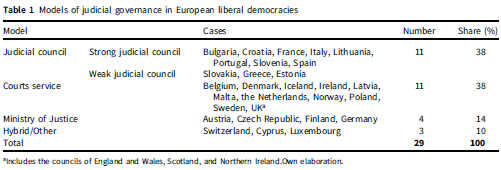 Table 1 Models of judicial governance in European liberal democracies
Model Cases Number Share (%)
Judicial council Strong judicial council Bulgaria, Croatia, France, Italy, Lithuania, 11 38
Portugal, Slovenia, Spain
Weak judicial council Slovakia, Greece, Estonia
Courts service Belgium, Denmark, Iceland, Ireland, Latvia, 11 38
Malta, the Netherlands, Norway, Poland,
Sweden, UKa
Ministry of Justice Austria, Czech Republic, Finland, Germany 4 14
Hybrid/Other Switzerland, Cyprus, Luxembourg 3 10
Total 29 100
aIncludes the councils of England and Wales, Scotland, and Northern Ireland.Own elaboration.